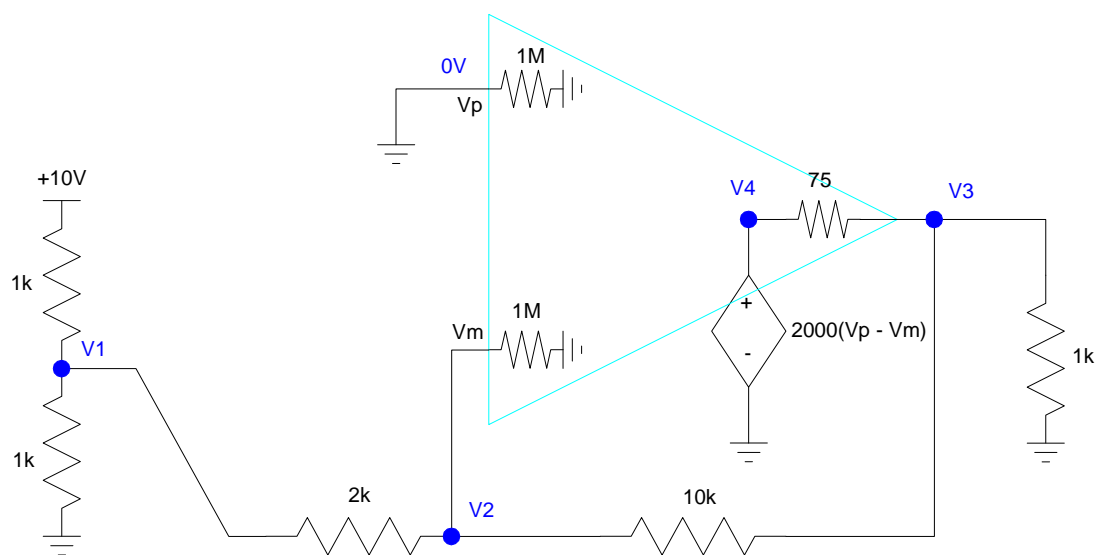 1M
0V
Vp
75
V4
V3
+10V
1k
1M
Vm
+
2000(Vp - Vm)
-
V1
1k
1k
2k
V2
10k